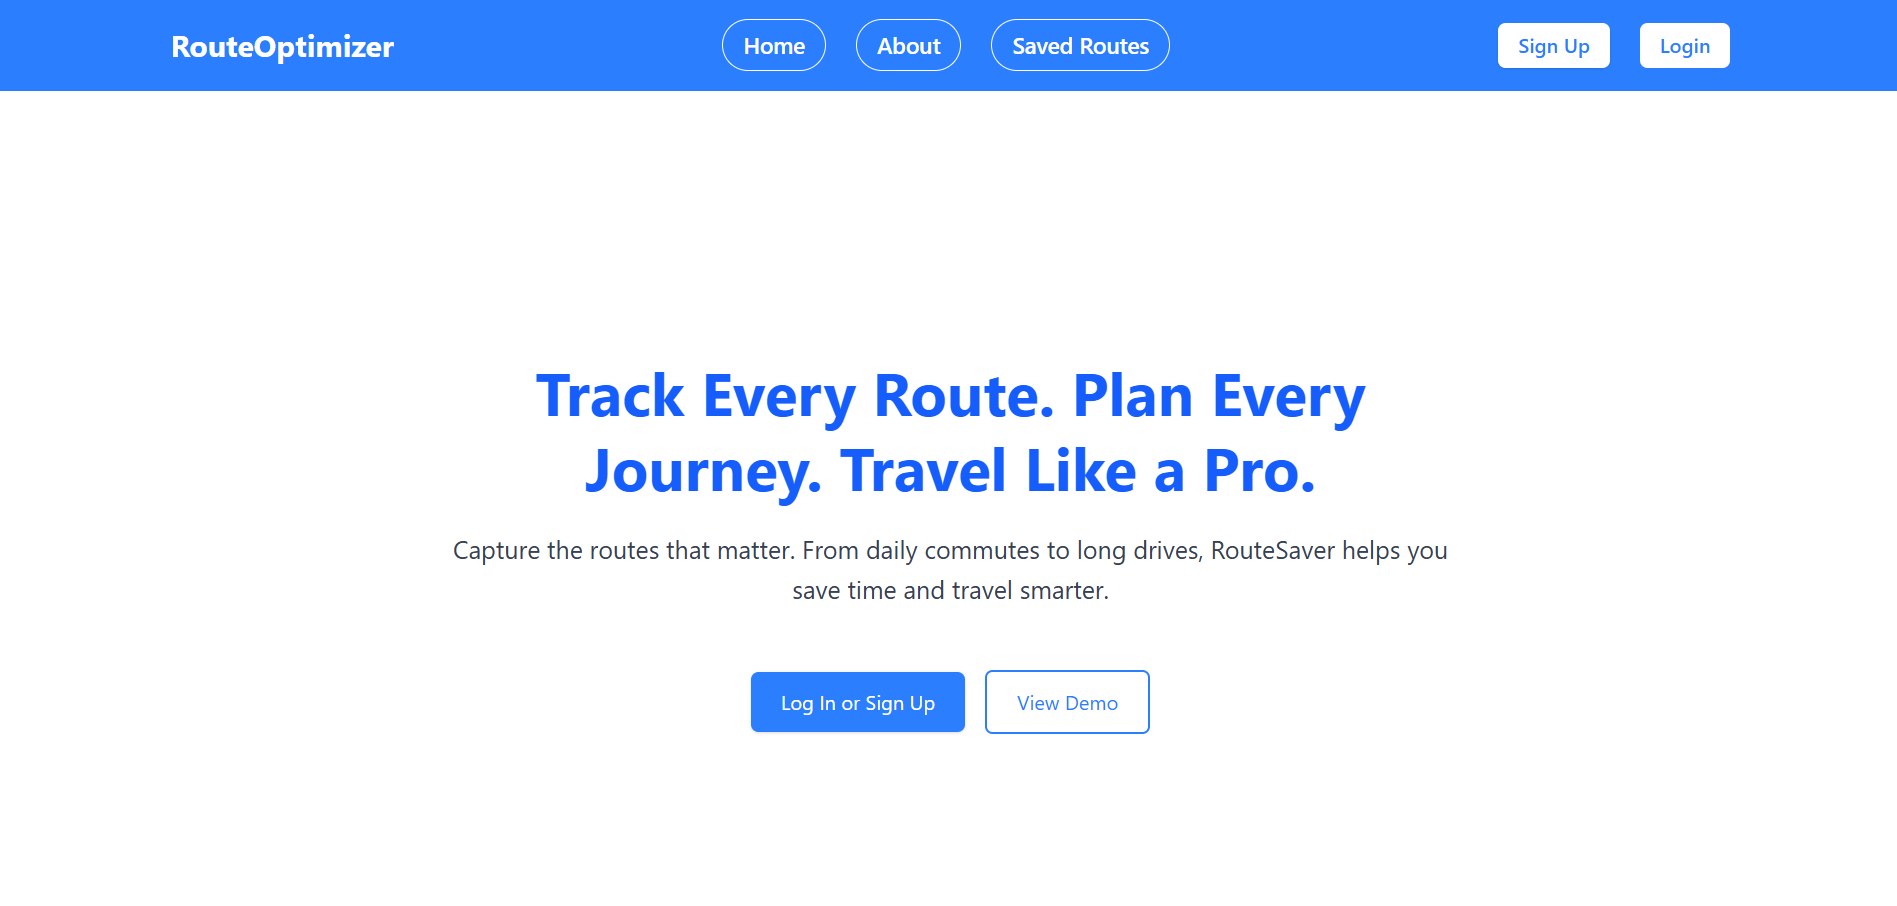 RouteOptimizer
Home
About
Saved Routes
Sign Up
Login
Track Every Route. Plan Every
Journey. Travel Like a Pro.
Capture the routes that matter. From daily commutes to long drives, RouteSaver helps you
save time and travel smarter.
Log In or Sign Up
View Demo